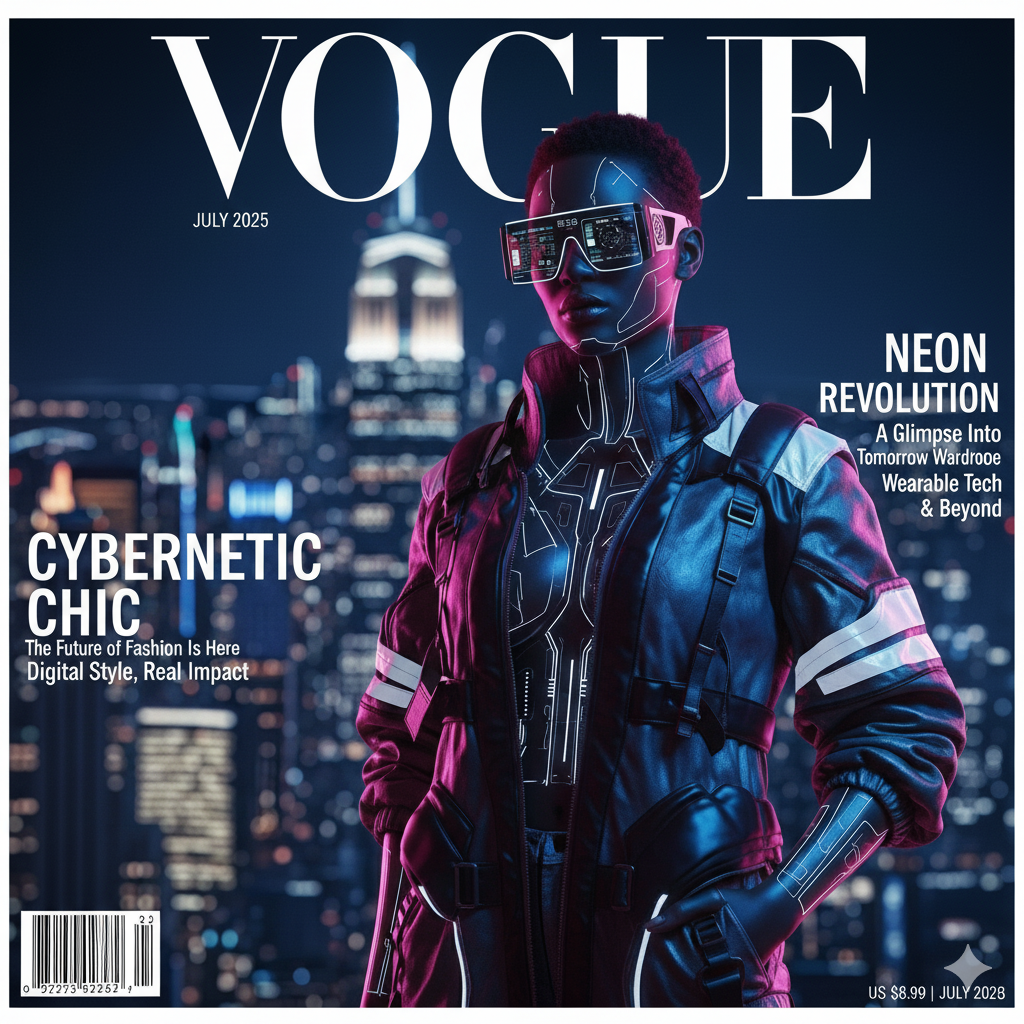 VOGUE
JULY 2025
NEON
REVOLUTION
A Glimpse Into
Tomorrow Wardrooe
Wearable Tech
& Beyond
CYBERNETIC
CHIC
The Future of Fashion Is Here
Digital Style, Real Impact
US $8.99 | JULY 2028